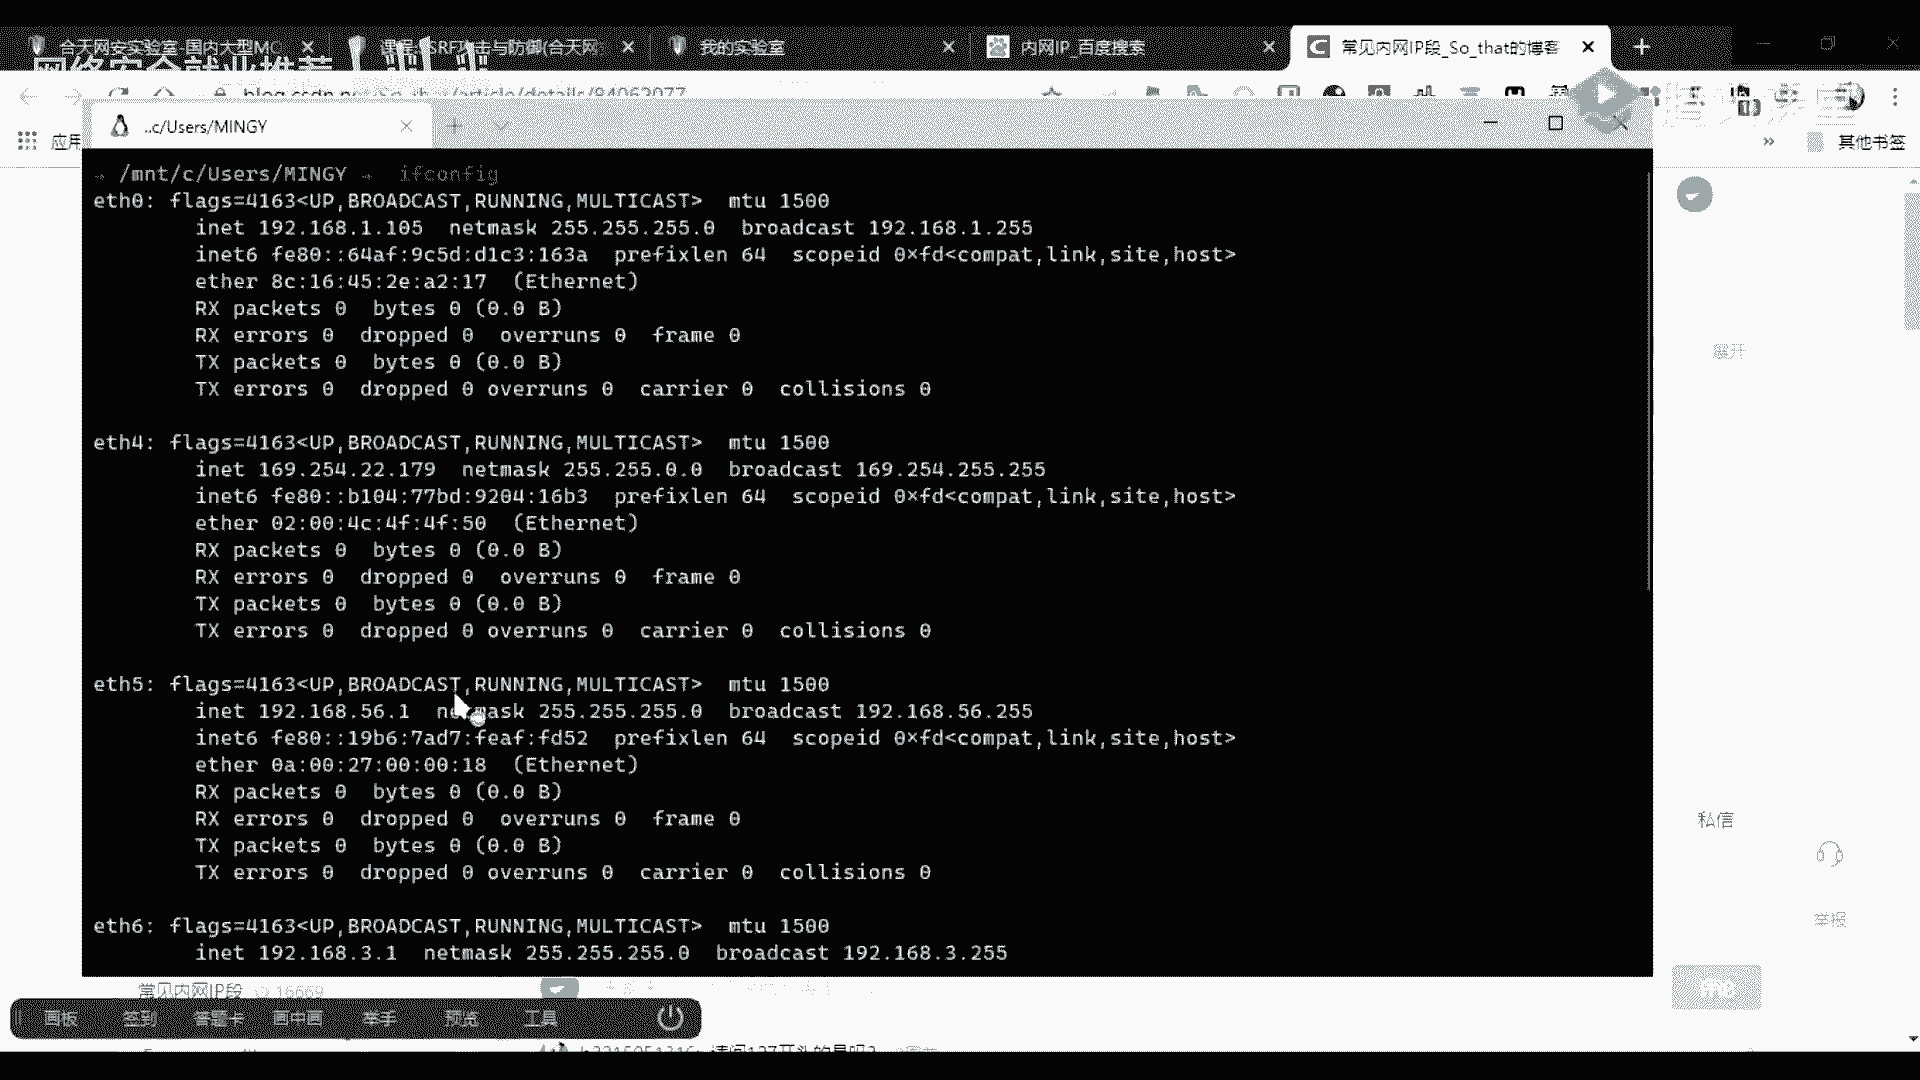 合天网安实验室-国内大型MC
课程:SSRF攻击与防御(合天网
我的实验室
内网IP_百度搜索
常见内网IP段_So_that的博客
网络安全就业推荐
blog.csdn.net/So_that/article/details/84062077
应用
»
其他书签
..c/Users/MINGY
→ /mnt/c/Users/MINGY → ifconfig
eth0: flags=4163<UP,BROADCAST,RUNNING,MULTICAST> mtu 1500
inet 192.168.1.105 netmask 255.255.255.0 broadcast 192.168.1.255
inet6 fe80::64af:9c5d:d1c3:163a prefixlen 64 scopeid 0×fd<compat,link,site,host>
ether 8c:16:45:2e:a2:17 (Ethernet)
RX packets 0 bytes 0 (0.0 B)
RX errors 0 dropped 0 overruns 0 frame 0
TX packets 0 bytes 0 (0.0 B)
TX errors 0 dropped 0 overruns 0 carrier 0 collisions 0
eth4: flags=4163<UP,BROADCAST,RUNNING,MULTICAST> mtu 1500
inet 169.254.22.179 netmask 255.255.0.0 broadcast 169.254.255.255
inet6 fe80::b104:77bd:9204:16b3 prefixlen 64 scopeid 0×fd<compat,link,site,host>
ether 02:00:4c:4f:4f:50 (Ethernet)
RX packets 0 bytes 0 (0.0 B)
RX errors 0 dropped 0 overruns 0 frame 0
TX packets 0 bytes 0 (0.0 B)
TX errors 0 dropped 0 overruns 0 carrier 0 collisions 0
eth5: flags=4163<UP,BROADCAST,RUNNING,MULTICAST> mtu 1500
inet 192.168.56.1 netmask 255.255.255.0 broadcast 192.168.56.255
inet6 fe80::19b6:7ad7:feaf:fd52 prefixlen 64 scopeid 0×fd<compat,link,site,host>
ether 0a:00:27:00:00:18 (Ethernet)
RX packets 0 bytes 0 (0.0 B)
RX errors 0 dropped 0 overruns 0 frame 0
TX packets 0 bytes 0 (0.0 B)
TX errors 0 dropped 0 overruns 0 carrier 0 collisions 0
eth6: flags=4163<UP,BROADCAST,RUNNING,MULTICAST> mtu 1500
inet 192.168.3.1 netmask 255.255.255.0 broadcast 192.168.3.255
展开
私信
举报
常见内网IP段 16669
画板 签到 答题卡 画中画 举手 预览 工具